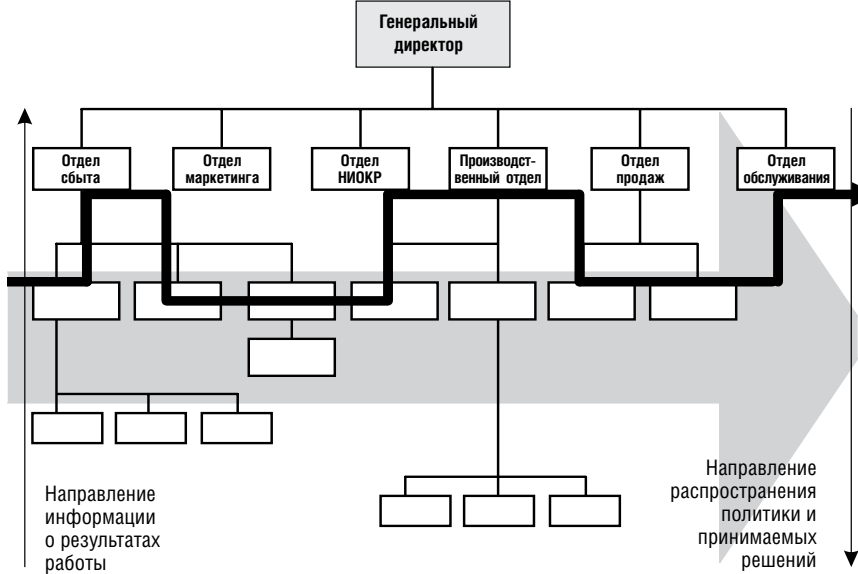 Генеральный
директор
Отдел
сбыта
Отдел
маркетинга
Отдел
НИОКР
Производст-
венный отдел
Отдел
продаж
Отдел
обслуживания
Направление
информации
о результатах
работы
Направление
распространения
политики и
принимаемых
решений